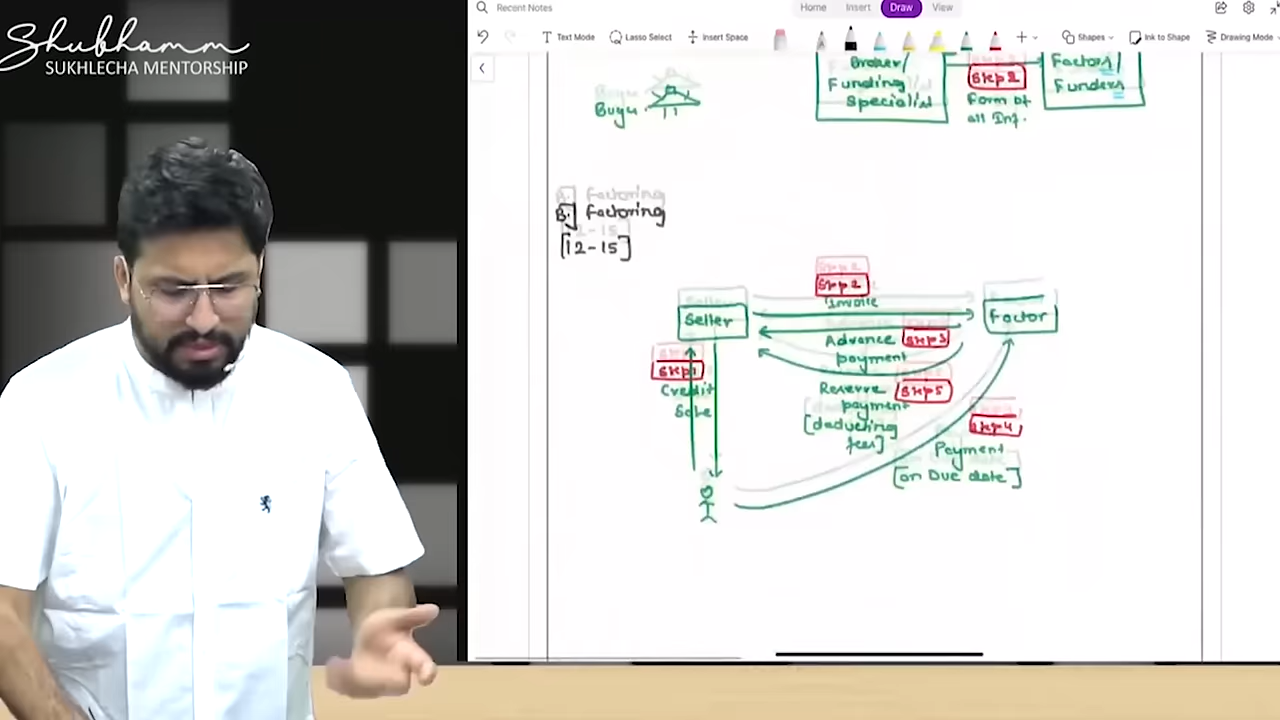 Shubhamm
SUKHLECHA MENTORSHIP
Recent Notes
Home Insert Draw View
Text Mode Lasso Select Insert Space Shapes Ink to Shape Drawing Mode
Broker/
Funding
Specialist
Step 2
Form of
all Inf.
Factors/
Funders
B.] Factoring
[12-15]
Step 2
Invoice
Seller
Factor
Advance Step 3
payment
Step 1
Credit
Sale
Reserve Step 5
payment
[deducting
fees]
Step 4
Payment
[on Due date]